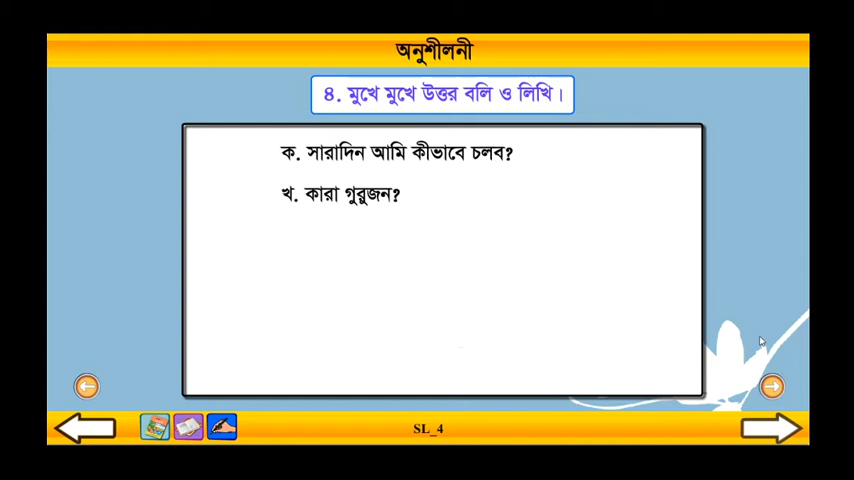 অনুশীলনী
৪. মুখে মুখে উত্তর বলি ও লিখি।
ক. সারাদিন আমি কীভাবে চলব?
খ. কারা গুরুজন?
SL_4